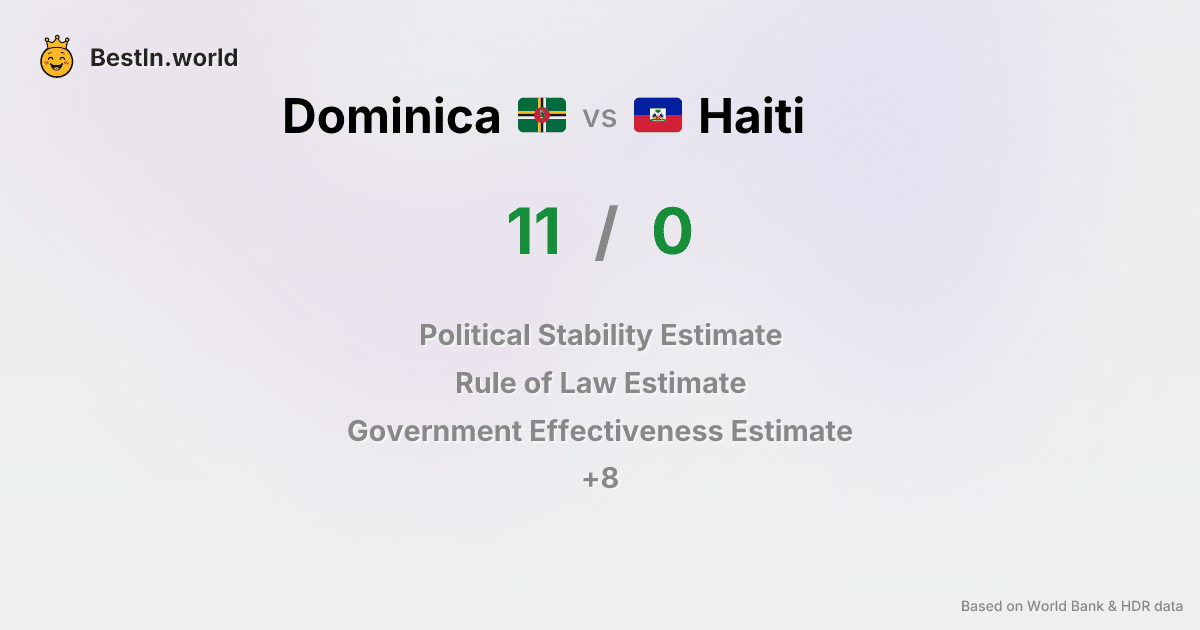 BestIn.world
Dominica vs Haiti
11 / 0
Political Stability Estimate
Rule of Law Estimate
Government Effectiveness Estimate
+8
Based on World Bank & HDR data